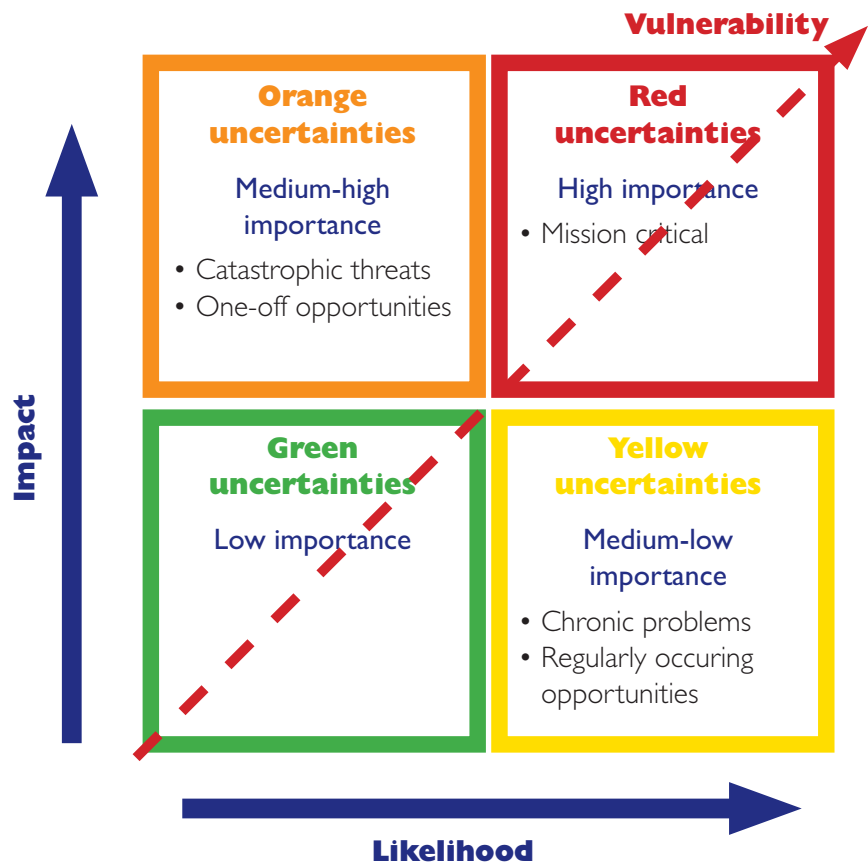 Vulnerability
Orange
uncertainties
Medium-high
importance
• Catastrophic threats
• One-off opportunities
Red
uncertainties
High importance
• Mission critical
Impact
Green
uncertainties
Low importance
Yellow
uncertainties
Medium-low
importance
• Chronic problems
• Regularly occuring
opportunities
Likelihood